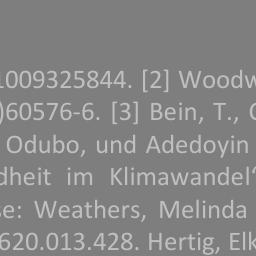 1009325844. [2] Woodw
)60576-6. [3] Bein, T., 
Odubo, und Adedoyin
dheit im Klimawandel“
se: Weathers, Melinda
620.013.428. Hertig, Elk